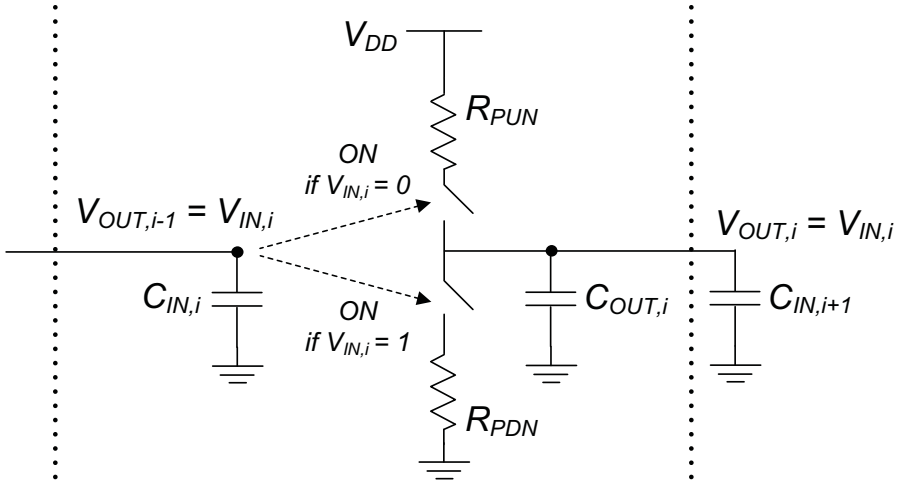 V_DD
R_PUN
ON
if V_IN,i = 0
V_OUT,i-1 = V_IN,i
V_OUT,i = V_IN,i
C_IN,i
ON
if V_IN,i = 1
C_OUT,i
C_IN,i+1
R_PDN